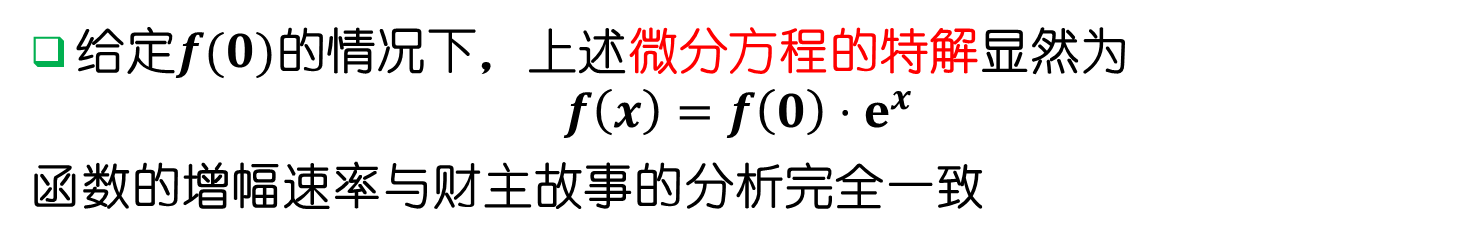 给定f(0)的情况下，上述微分方程的特解显然为
f(x) = f(0) · eˣ
函数的增幅速率与财主故事的分析完全一致